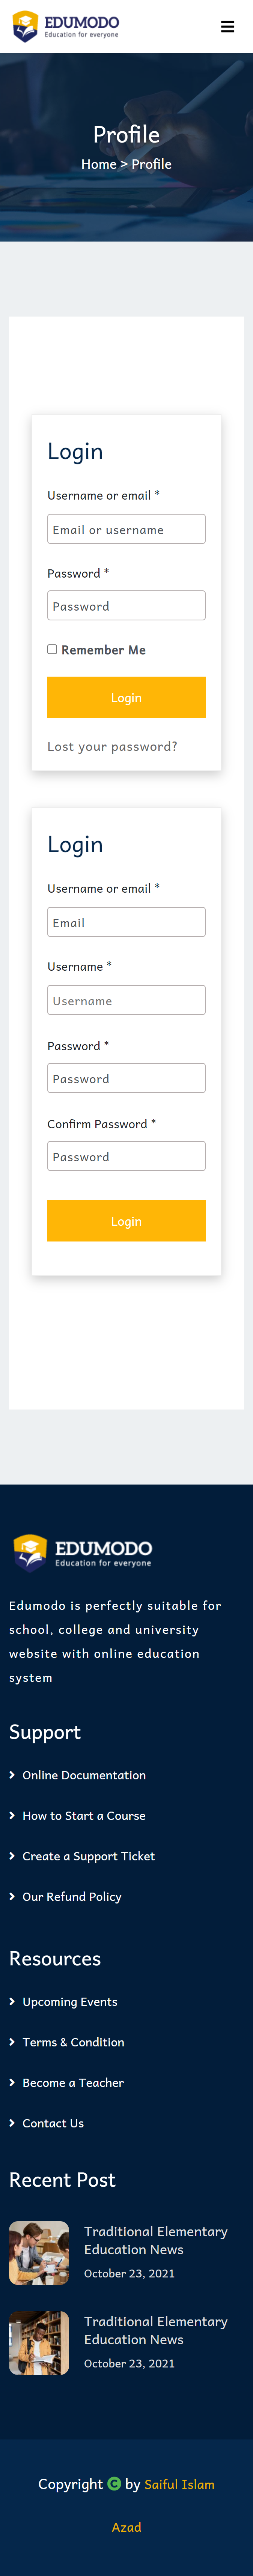 EDUMODO
Education for everyone
Profile
Home > Profile
Login
Username or email *
Email or username
Password *
Password
Remember Me
Login
Lost your password?
Login
Username or email *
Email
Username *
Username
Password *
Password
Confirm Password *
Password
Login
EDUMODO
Education for everyone
Edumodo is perfectly suitable for
school, college and university
website with online education
system
Support
Online Documentation
How to Start a Course
Create a Support Ticket
Our Refund Policy
Resources
Upcoming Events
Terms & Condition
Become a Teacher
Contact Us
Recent Post
Traditional Elementary
Education News
October 23, 2021
Traditional Elementary
Education News
October 23, 2021
Copyright © by Saiful Islam
Azad